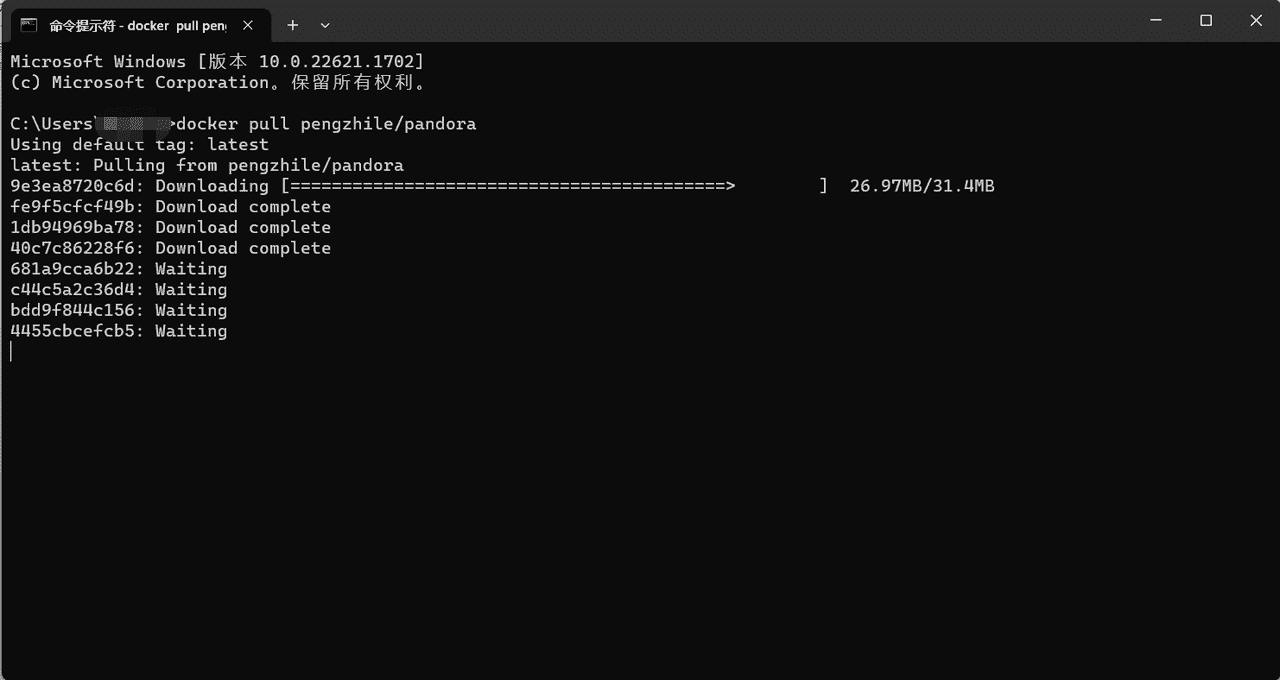 命令提示符 - docker pull peng
Microsoft Windows [版本 10.0.22621.1702]
(c) Microsoft Corporation。保留所有权利。
C:\Users\ >docker pull pengzhile/pandora
Using default tag: latest
latest: Pulling from pengzhile/pandora
9e3ea8720c6d: Downloading [==========================================> ] 26.97MB/31.4MB
fe9f5cfcf49b: Download complete
1db94969ba78: Download complete
40c7c86228f6: Download complete
681a9cca6b22: Waiting
c44c5a2c36d4: Waiting
bdd9f844c156: Waiting
4455cbcefcb5: Waiting